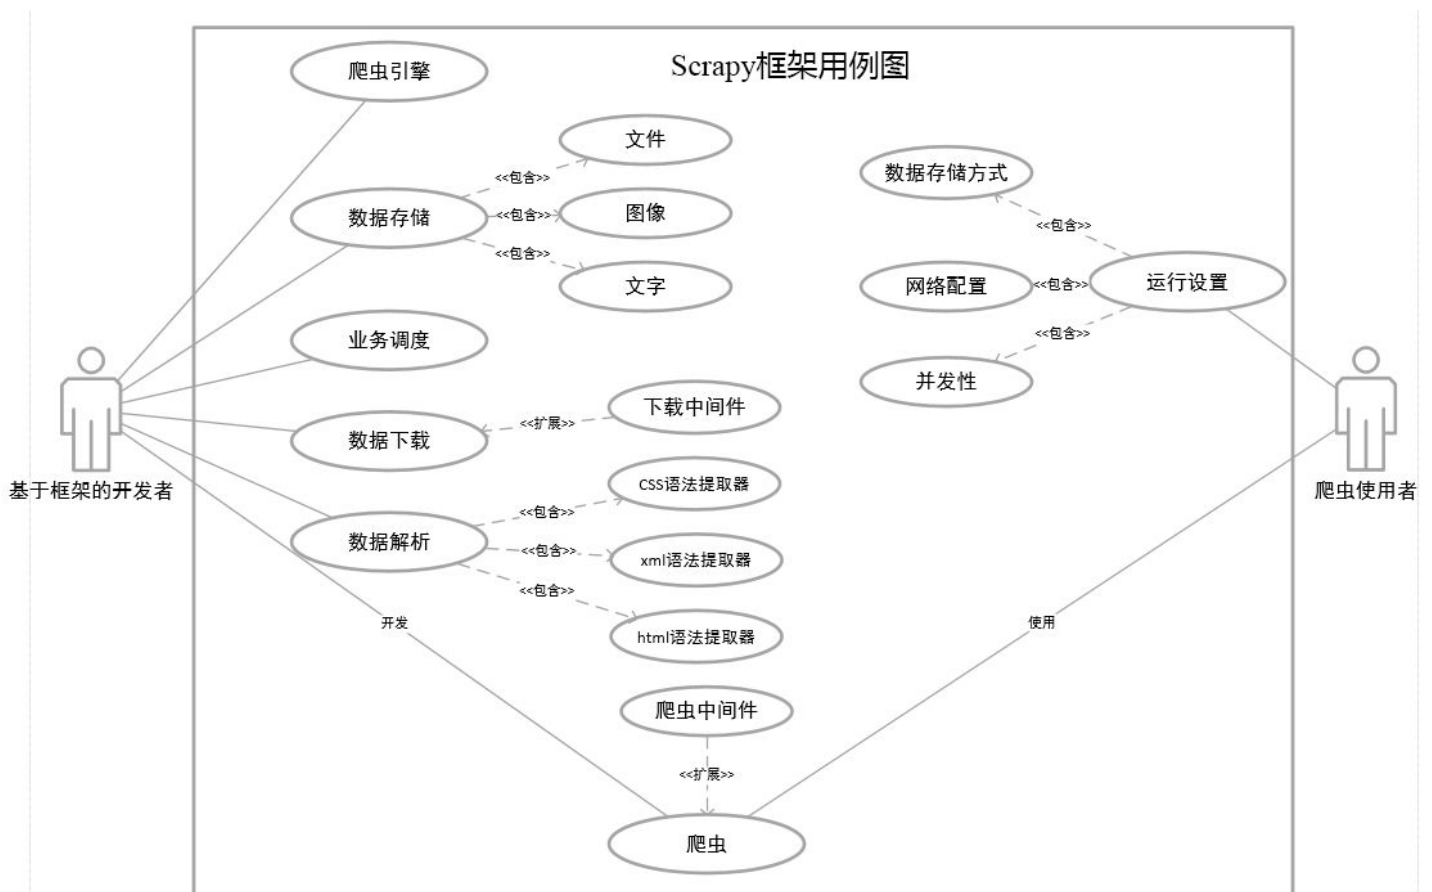 Scrapy框架用例图
爬虫引擎
文件
<<包含>>
数据存储
<<包含>>
图像
<<包含>>
文字
数据存储方式
<<包含>>
运行设置
网络配置
<<包含>>
<<包含>>
并发性
业务调度
下载中间件
<<扩展>>
数据下载
基于框架的开发者
爬虫使用者
CSS语法提取器
<<包含>>
数据解析
<<包含>>
xml语法提取器
<<包含>>
html语法提取器
开发
使用
爬虫中间件
<<扩展>>
爬虫